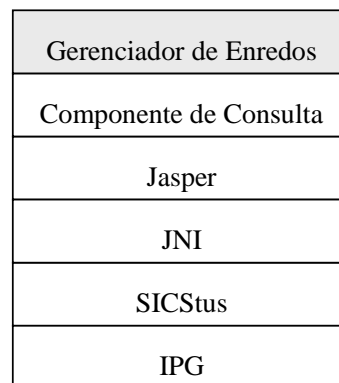 Gerenciador de Enredos
Componente de Consulta
Jasper
JNI
SICStus
IPG